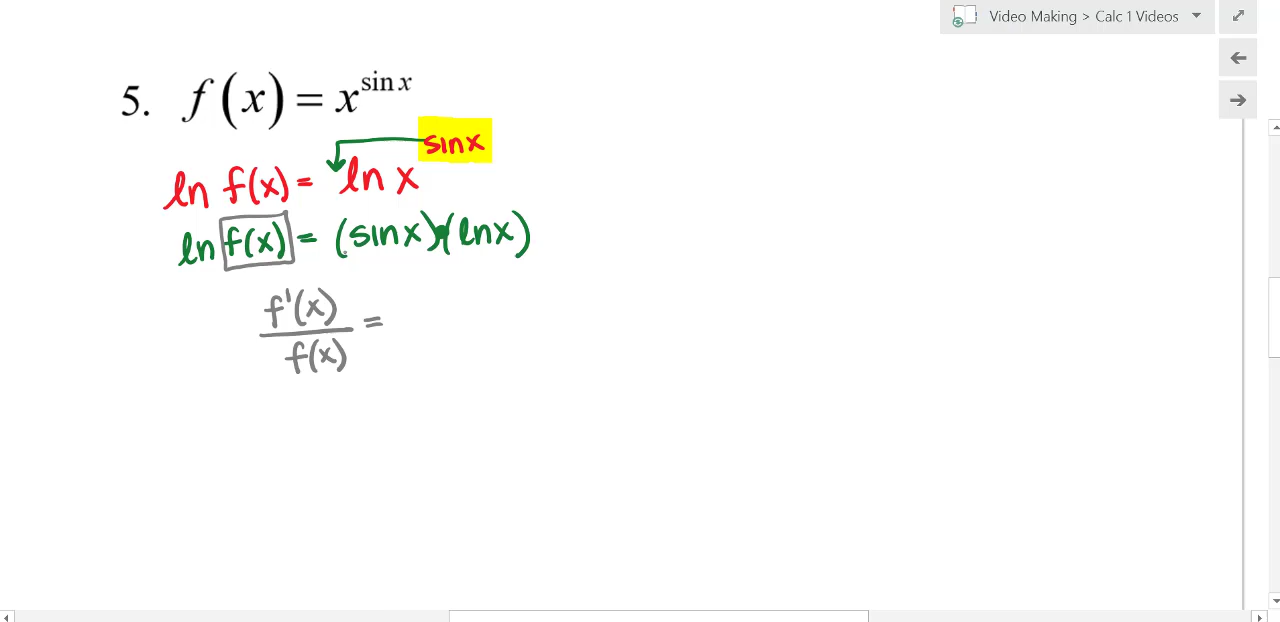 Video Making > Calc 1 Videos
5. f(x) = x^sin x
ln f(x) = ln x^sinx
ln f(x) = (sinx)•(lnx)
f'(x)/f(x) =